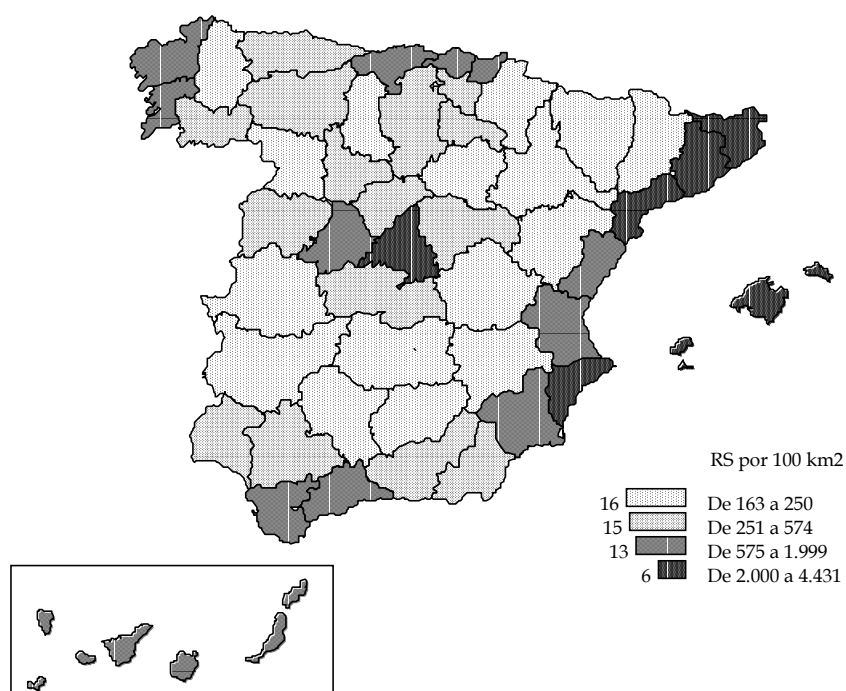 RS por 100 km2
16 De 163 a 250
15 De 251 a 574
13 De 575 a 1.999
6 De 2.000 a 4.431